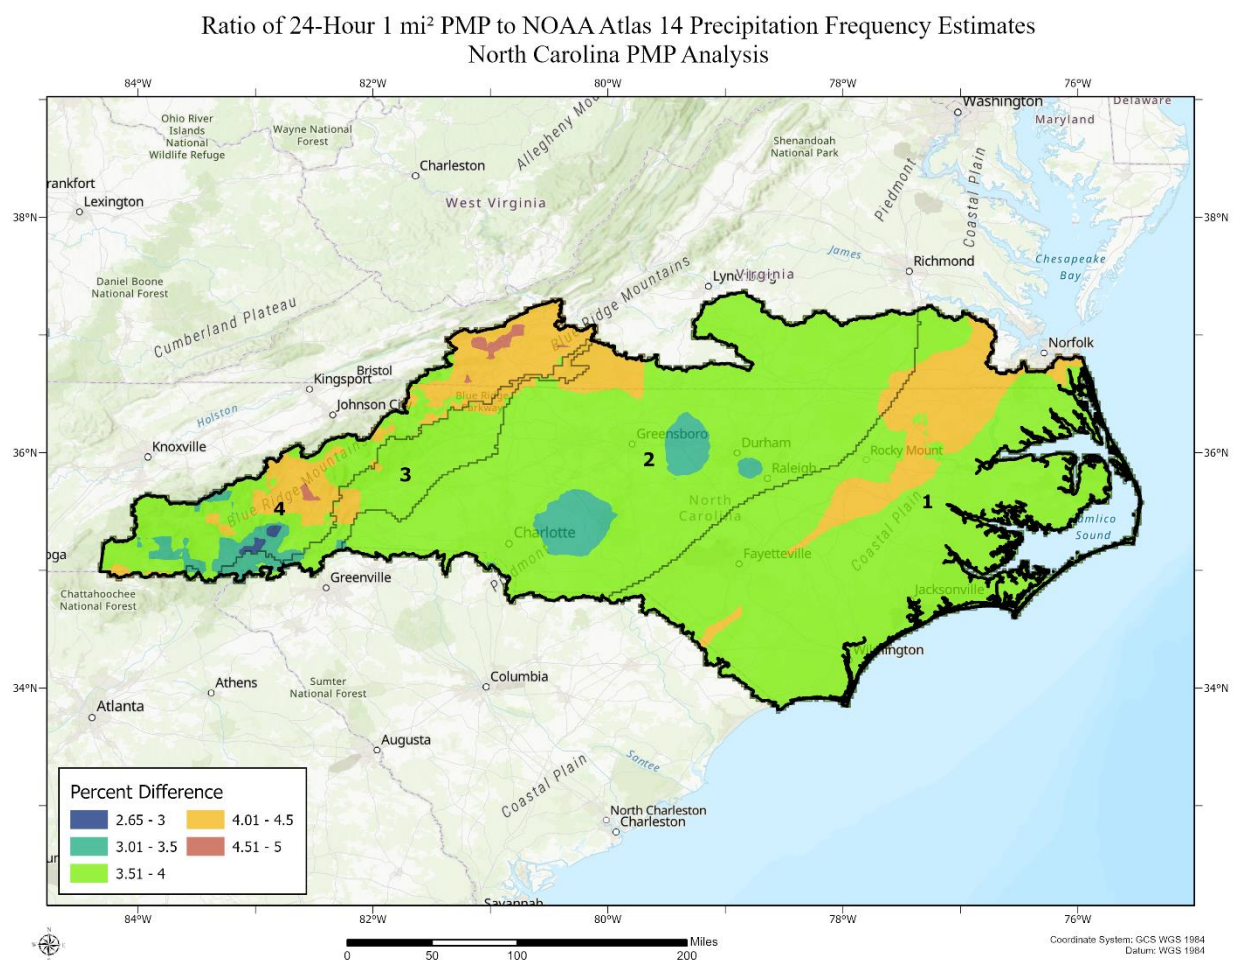 Ratio of 24-Hour 1 mi² PMP to NOAA Atlas 14 Precipitation Frequency Estimates
North Carolina PMP Analysis
84°W 82°W 80°W 78°W 76°W
Washington
Delaware
Maryland
Ohio River
Islands
National
Wildlife Refuge
Wayne National
Forest
Allegheny Mou
Shenandoah
National Park
Charleston
Piedmont
Coastal Plain
rankfort
Lexington
West Virginia
38°N 38°N
James
Richmond
Chesapeake
Bay
Virginia
Daniel Boone
National Forest
Blue Ridge Mountains
Cumberland Plateau
Norfolk
Bristol
Kingsport
Johnson Ci
Holston
Blue Ridge
Parkway
Knoxville
Greensboro
Durham
Rocky Mount
36°N 36°N
2
3
Raleigh
Blue Ridge Mountains
4
North
Carolina
1
Coastal Plain
Charlotte
Piedmont
amlico
Sound
oga
Fayetteville
Greenville
Jacksonville
Chattahoochee
National Forest
Wilmington
Columbia
34°N 34°N
Athens
Sumter
National Forest
Atlanta
Augusta
Santee
Coastal Plain
North Charleston
Charleston
Savannah
Percent Difference
2.65 - 3 4.01 - 4.5
3.01 - 3.5 4.51 - 5
3.51 - 4
84°W 82°W 80°W 78°W 76°W
N
Miles
0 50 100 200
Coordinate System: GCS WGS 1984
Datum: WGS 1984